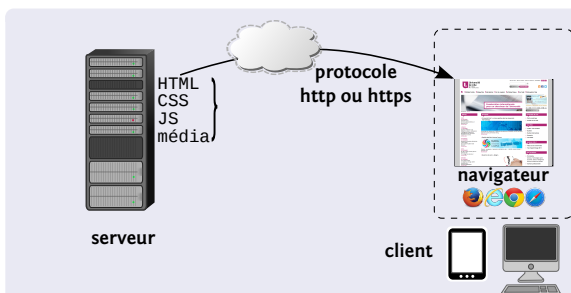 HTML
CSS
JS
média
protocole
http ou https
navigateur
serveur
client